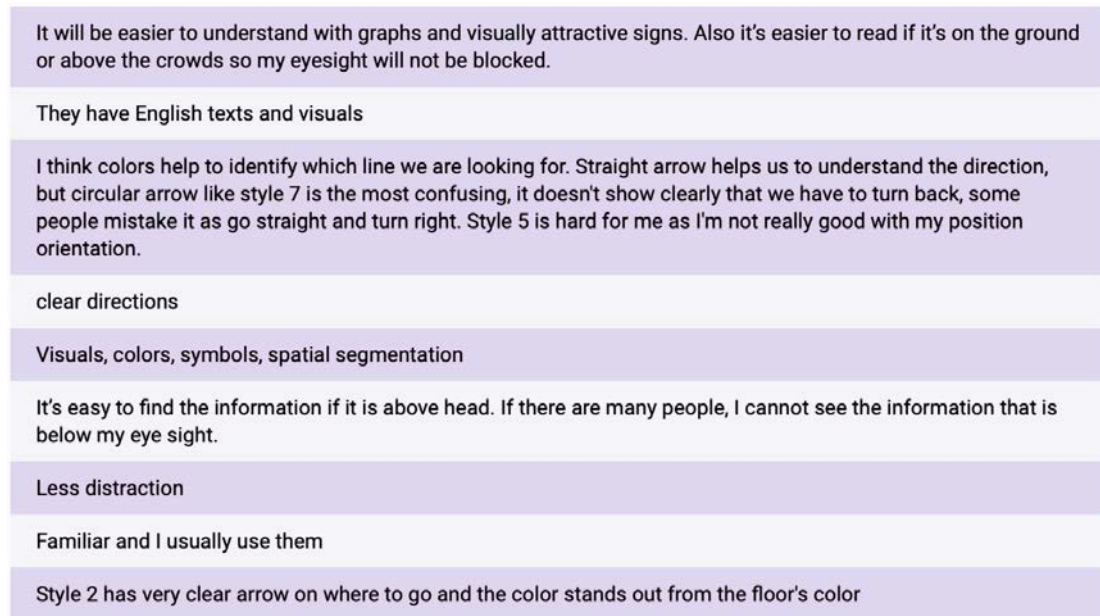 It will be easier to understand with graphs and visually attractive signs. Also it’s easier to read if it’s on the ground
or above the crowds so my eyesight will not be blocked.
They have English texts and visuals
I think colors help to identify which line we are looking for. Straight arrow helps us to understand the direction,
but circular arrow like style 7 is the most confusing, it doesn't show clearly that we have to turn back, some
people mistake it as go straight and turn right. Style 5 is hard for me as I'm not really good with my position
orientation.
clear directions
Visuals, colors, symbols, spatial segmentation
It’s easy to find the information if it is above head. If there are many people, I cannot see the information that is
below my eye sight.
Less distraction
Familiar and I usually use them
Style 2 has very clear arrow on where to go and the color stands out from the floor's color